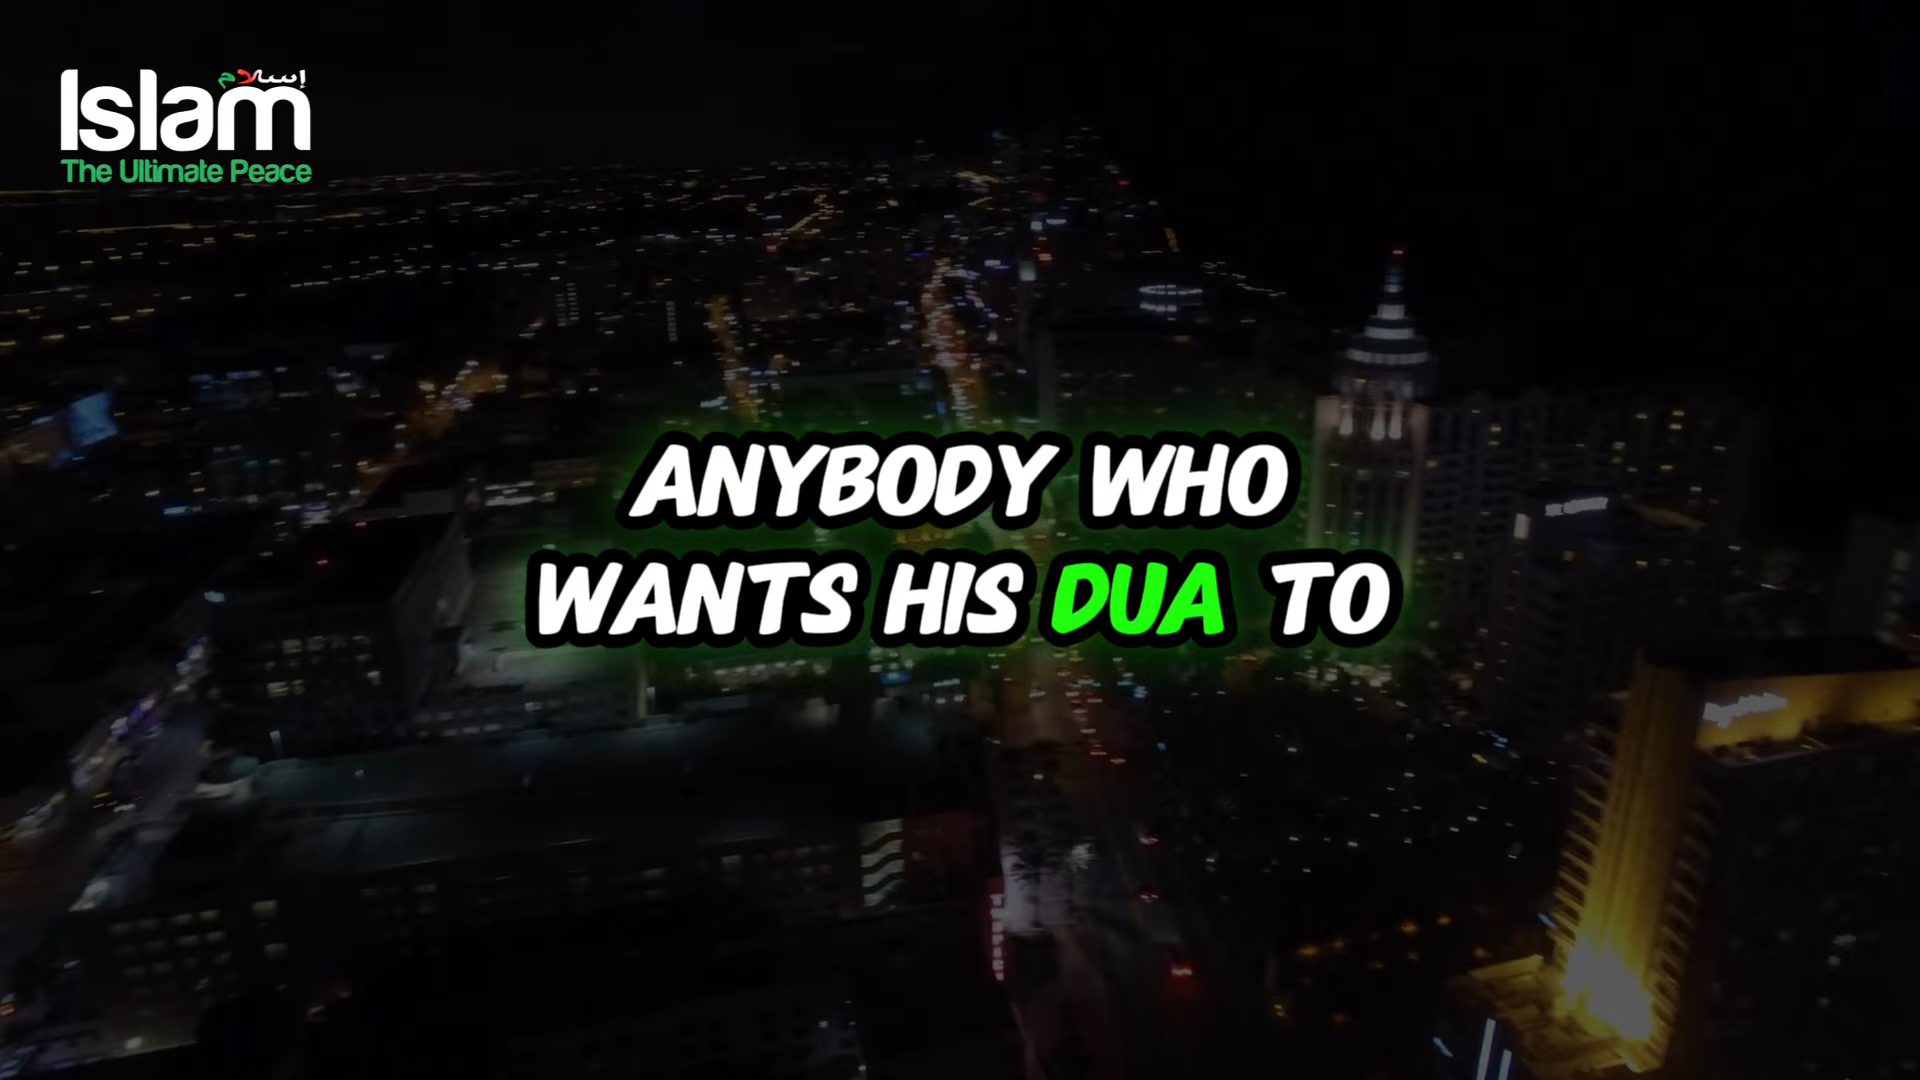 إسلام
Islam
The Ultimate Peace
ANYBODY WHO
WANTS HIS DUA TO